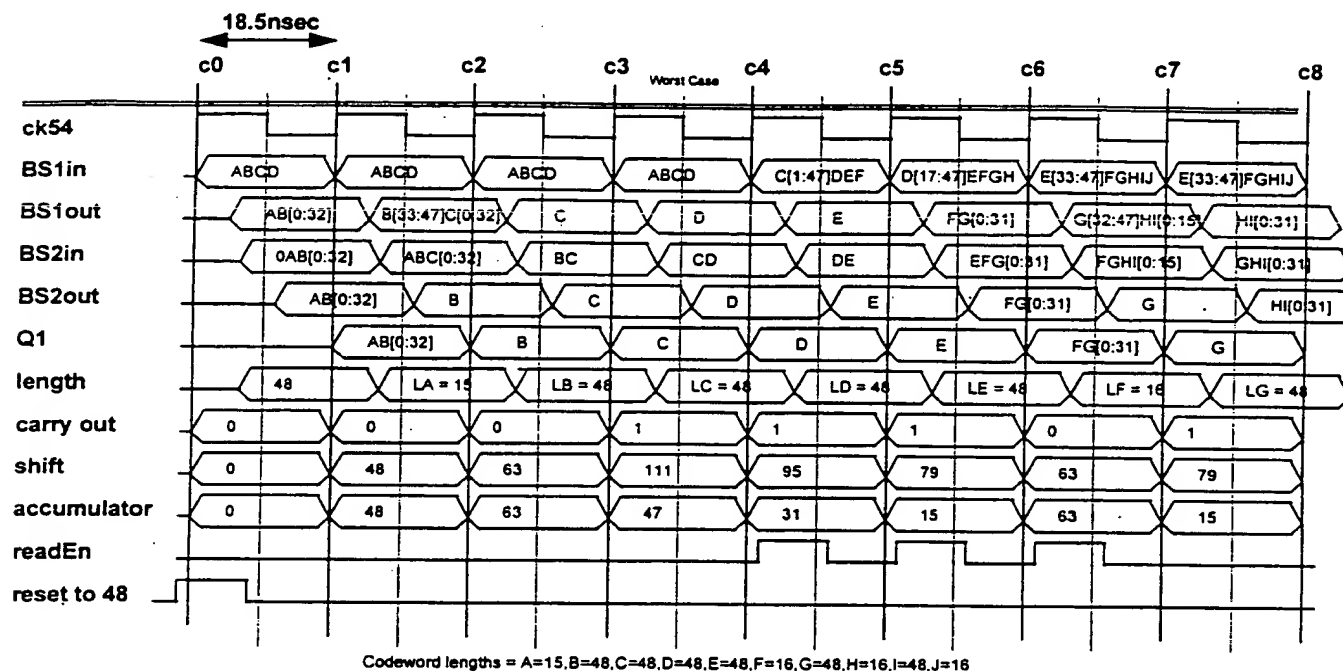 18.5nsec
c0 c1 c2 c3 c4 c5 c6 c7 c8
Worst Case
ck54
BS1in ABCD ABCD ABCD ABCD C[1:47]DEF D[17:47]EFGH E[33:47]FGHIJ E[33:47]FGHIJ
BS1out AB[0:32] B[33:47]C[0:32] C D E FG[0:31] G[32:47]HI[0:15] HI[0:31]
BS2in 0AB[0:32] ABC[0:32] BC CD DE EFG[0:31] FGHI[0:15] GHI[0:31]
BS2out AB[0:32] B C D E FG[0:31] G HI[0:31]
Q1 AB[0:32] B C D E FG[0:31] G
length 48 LA = 15 LB = 48 LC = 48 LD = 48 LE = 48 LF = 16 LG = 48
carry out 0 0 0 1 1 1 0 1
shift 0 48 63 111 95 79 63 79
accumulator 0 48 63 47 31 15 63 15
readEn
reset to 48
Codeword lengths = A=15,B=48,C=48,D=48,E=48,F=16,G=48,H=16,I=48,J=16